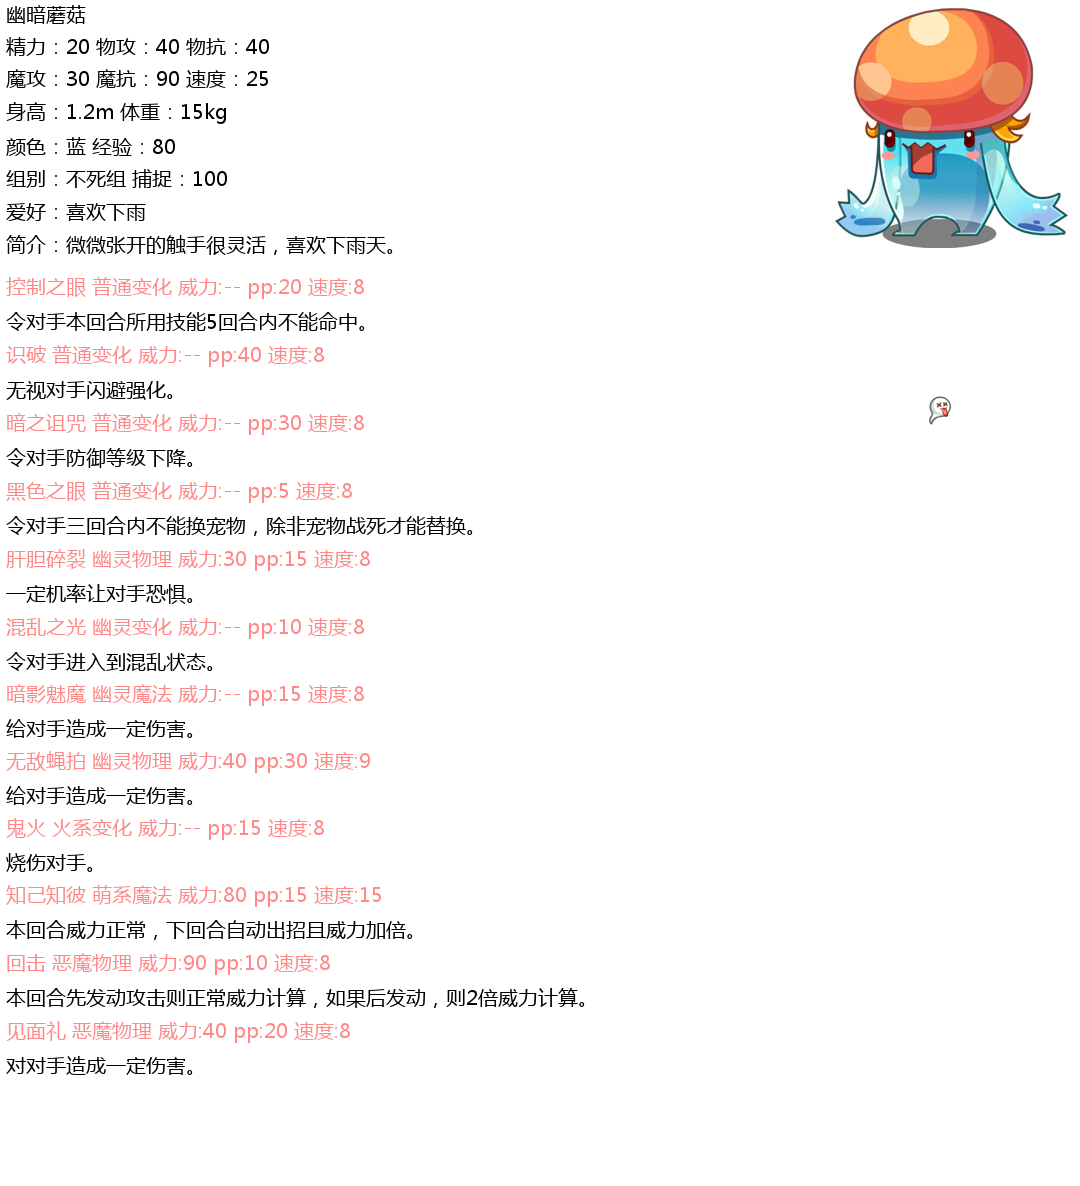 幽暗蘑菇
精力：20 物攻：40 物抗：40
魔攻：30 魔抗：90 速度：25
身高：1.2m 体重：15kg
颜色：蓝 经验：80
组别：不死组 捕捉：100
爱好：喜欢下雨
简介：微微张开的触手很灵活，喜欢下雨天。
控制之眼 普通变化 威力:-- pp:20 速度:8
令对手本回合所用技能5回合内不能命中。
识破 普通变化 威力:-- pp:40 速度:8
无视对手闪避强化。
暗之诅咒 普通变化 威力:-- pp:30 速度:8
令对手防御等级下降。
黑色之眼 普通变化 威力:-- pp:5 速度:8
令对手三回合内不能换宠物，除非宠物战死才能替换。
肝胆碎裂 幽灵物理 威力:30 pp:15 速度:8
一定机率让对手恐惧。
混乱之光 幽灵变化 威力:-- pp:10 速度:8
令对手进入到混乱状态。
暗影魅魔 幽灵魔法 威力:-- pp:15 速度:8
给对手造成一定伤害。
无敌蝇拍 幽灵物理 威力:40 pp:30 速度:9
给对手造成一定伤害。
鬼火 火系变化 威力:-- pp:15 速度:8
烧伤对手。
知己知彼 萌系魔法 威力:80 pp:15 速度:15
本回合威力正常，下回合自动出招且威力加倍。
回击 恶魔物理 威力:90 pp:10 速度:8
本回合先发动攻击则正常威力计算，如果后发动，则2倍威力计算。
见面礼 恶魔物理 威力:40 pp:20 速度:8
对对手造成一定伤害。